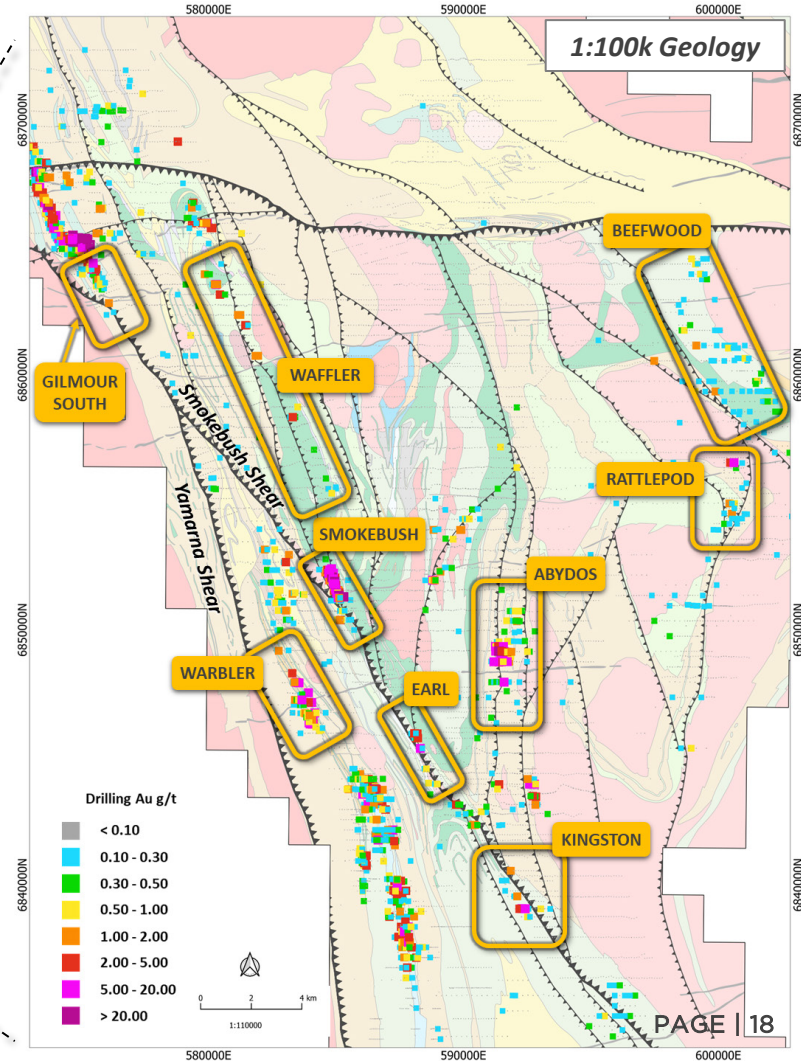 580000E
590000E
600000E
1:100k Geology
6870000N
6870000N
BEEFWOOD
GILMOUR
SOUTH
WAFFLER
6860000N
6860000N
Smokebush Shear
Yamarna Shear
RATTLEPOD
SMOKEBUSH
ABYDOS
6850000N
6850000N
WARBLER
EARL
KINGSTON
Drilling Au g/t
< 0.10
0.10 - 0.30
0.30 - 0.50
0.50 - 1.00
1.00 - 2.00
2.00 - 5.00
5.00 - 20.00
> 20.00
6840000N
6840000N
0 2 4 km
1:110000
PAGE | 18
580000E
590000E
600000E